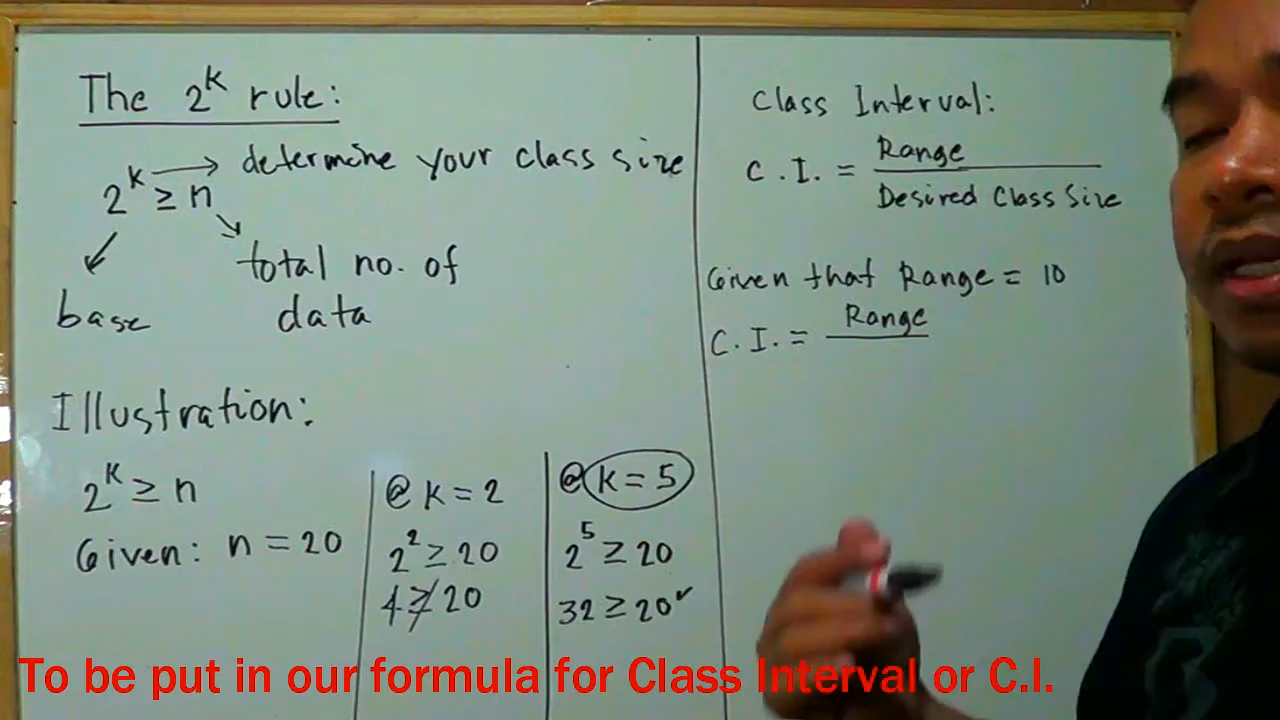 The 2^k rule:
2^k ≥ n → determine your class size
base
total no. of
data
Illustration:
2^k ≥ n
Given: n = 20
@ k = 2
2^2 ≥ 20
4 ≱ 20
@ k = 5
2^5 ≥ 20
32 ≥ 20 ✓
Class Interval:
C.I. = Range
Desired Class Size
Given that Range = 10
C.I. = Range
To be put in our formula for Class Interval or C.I.